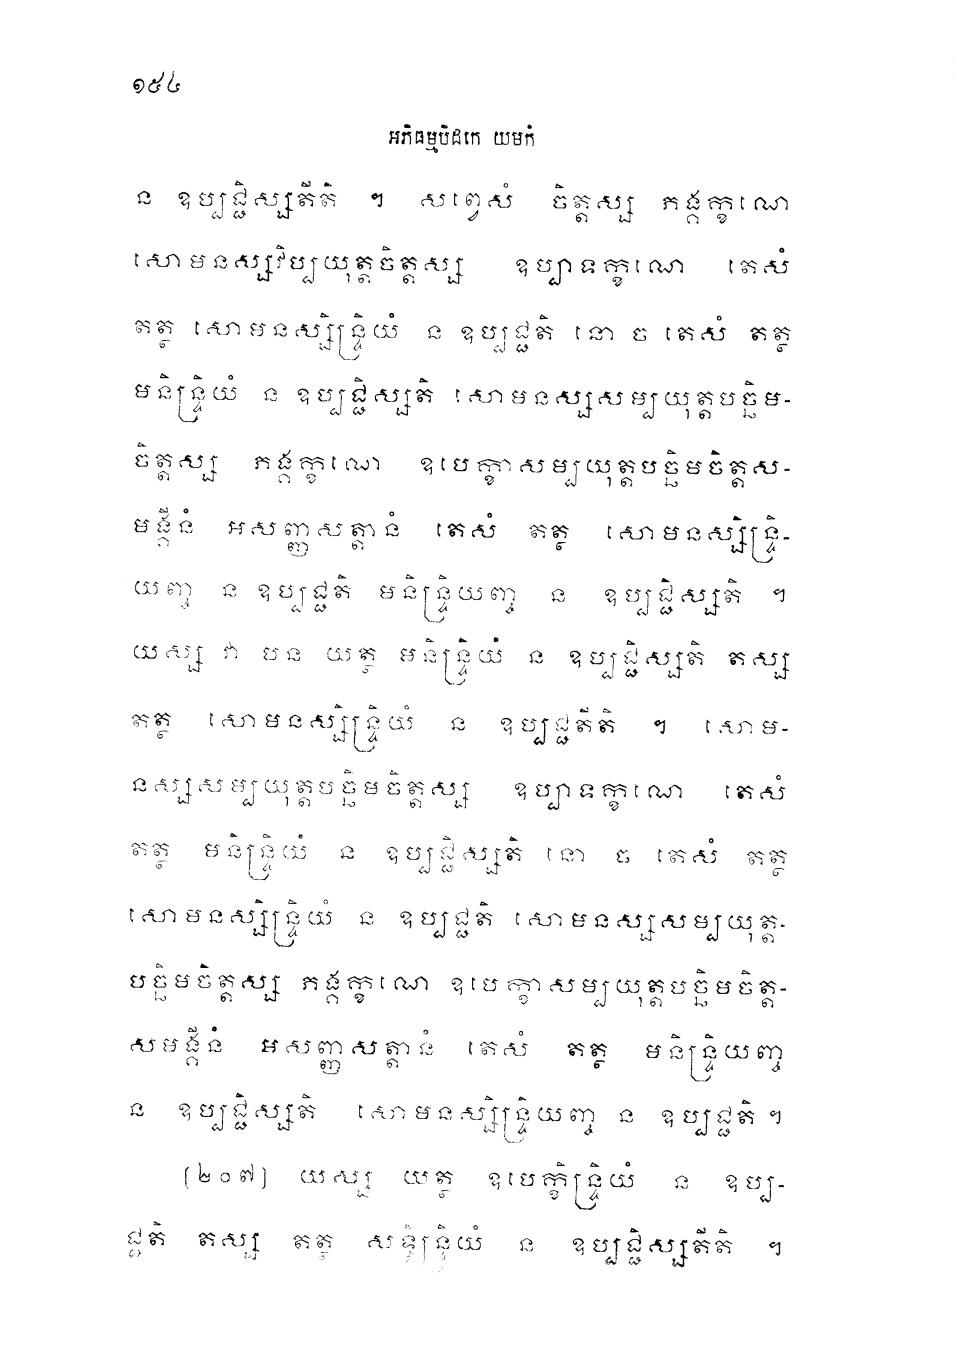 ១៥៤
អភិធម្មបិដកេ យមកំ
ន ឧប្បជ្ជិស្សតីតិ ។ សព្វេសំ ចិត្តស្ស ភង្គក្ខណេ
សោមនស្សវិប្បយុត្តចិត្តស្ស ឧប្បាទក្ខណេ តេសំ
តត្ថ សោមនស្សិន្ទ្រិយំ ន ឧប្បជ្ជតិ នោ ច តេសំ តត្ថ
មនិន្ទ្រិយំ ន ឧប្បជ្ជិស្សតិ សោមនស្សសម្បយុត្តបច្ឆិម-
ចិត្តស្ស ភង្គក្ខណេ ឧបេក្ខាសម្បយុត្តបច្ឆិមចិត្តស-
មង្គីនំ អសញ្ញសត្តានំ តេសំ តត្ថ សោមនស្សិន្ទ្រិ-
យញ្ច ន ឧប្បជ្ជតិ មនិន្ទ្រិយញ្ច ន ឧប្បជ្ជិស្សតិ ។
យស្ស វា បន យត្ថ មនិន្ទ្រិយំ ន ឧប្បជ្ជិស្សតិ តស្ស
តត្ថ សោមនស្សិន្ទ្រិយំ ន ឧប្បជ្ជតីតិ ។ សោម-
នស្សសម្បយុត្តបច្ឆិមចិត្តស្ស ឧប្បាទក្ខណេ តេសំ
តត្ថ មនិន្ទ្រិយំ ន ឧប្បជ្ជិស្សតិ នោ ច តេសំ តត្ថ
សោមនស្សិន្ទ្រិយំ ន ឧប្បជ្ជតិ សោមនស្សសម្បយុត្ត-
បច្ឆិមចិត្តស្ស ភង្គក្ខណេ ឧបេក្ខាសម្បយុត្តបច្ឆិមចិត្ត-
សមង្គីនំ អសញ្ញសត្តានំ តេសំ តត្ថ មនិន្ទ្រិយញ្ច
ន ឧប្បជ្ជិស្សតិ សោមនស្សិន្ទ្រិយញ្ច ន ឧប្បជ្ជតិ ។
[២០៧] យស្ស យត្ថ ឧបេក្ខិន្ទ្រិយំ ន ឧប្ប-
ជ្ជតិ តស្ស តត្ថ សទ្ធិន្ទ្រិយំ ន ឧប្បជ្ជិស្សតីតិ ។